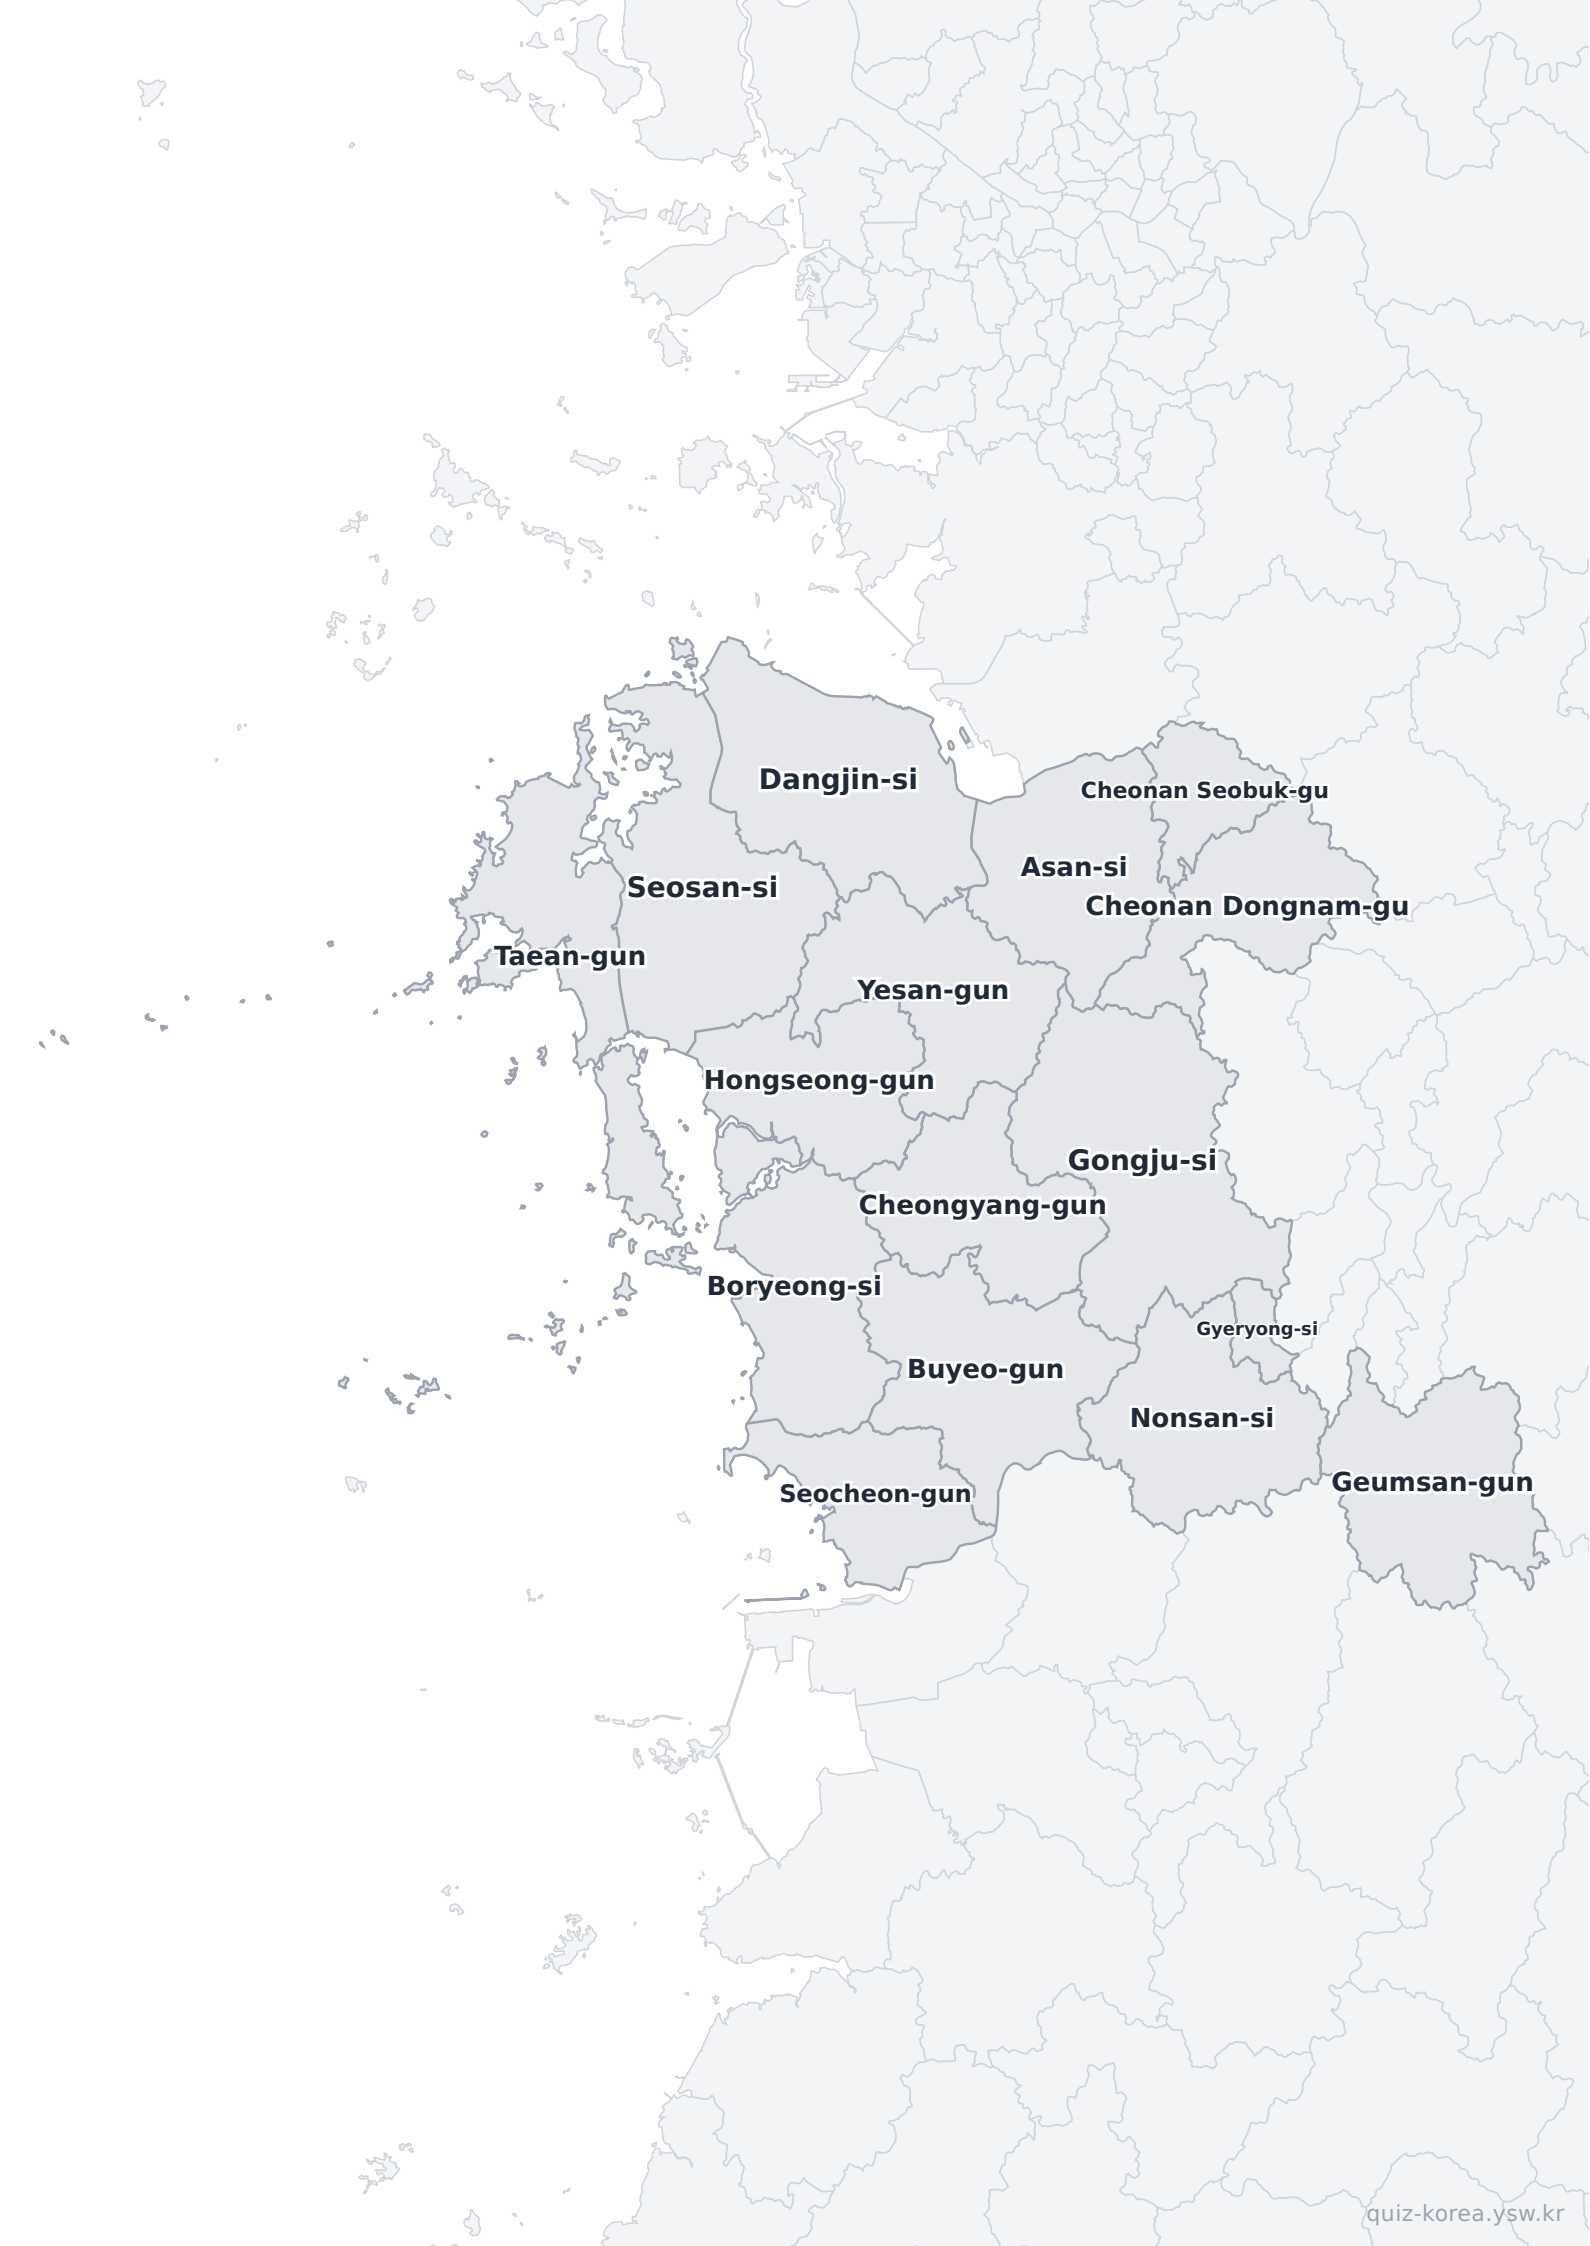 Dangjin-si
Cheonan Seobuk-gu
Asan-si
Seosan-si
Cheonan Dongnam-gu
Taean-gun
Yesan-gun
Hongseong-gun
Gongju-si
Cheongyang-gun
Boryeong-si
Gyeryong-si
Buyeo-gun
Nonsan-si
Geumsan-gun
Seocheon-gun
quiz-korea.ysw.kr